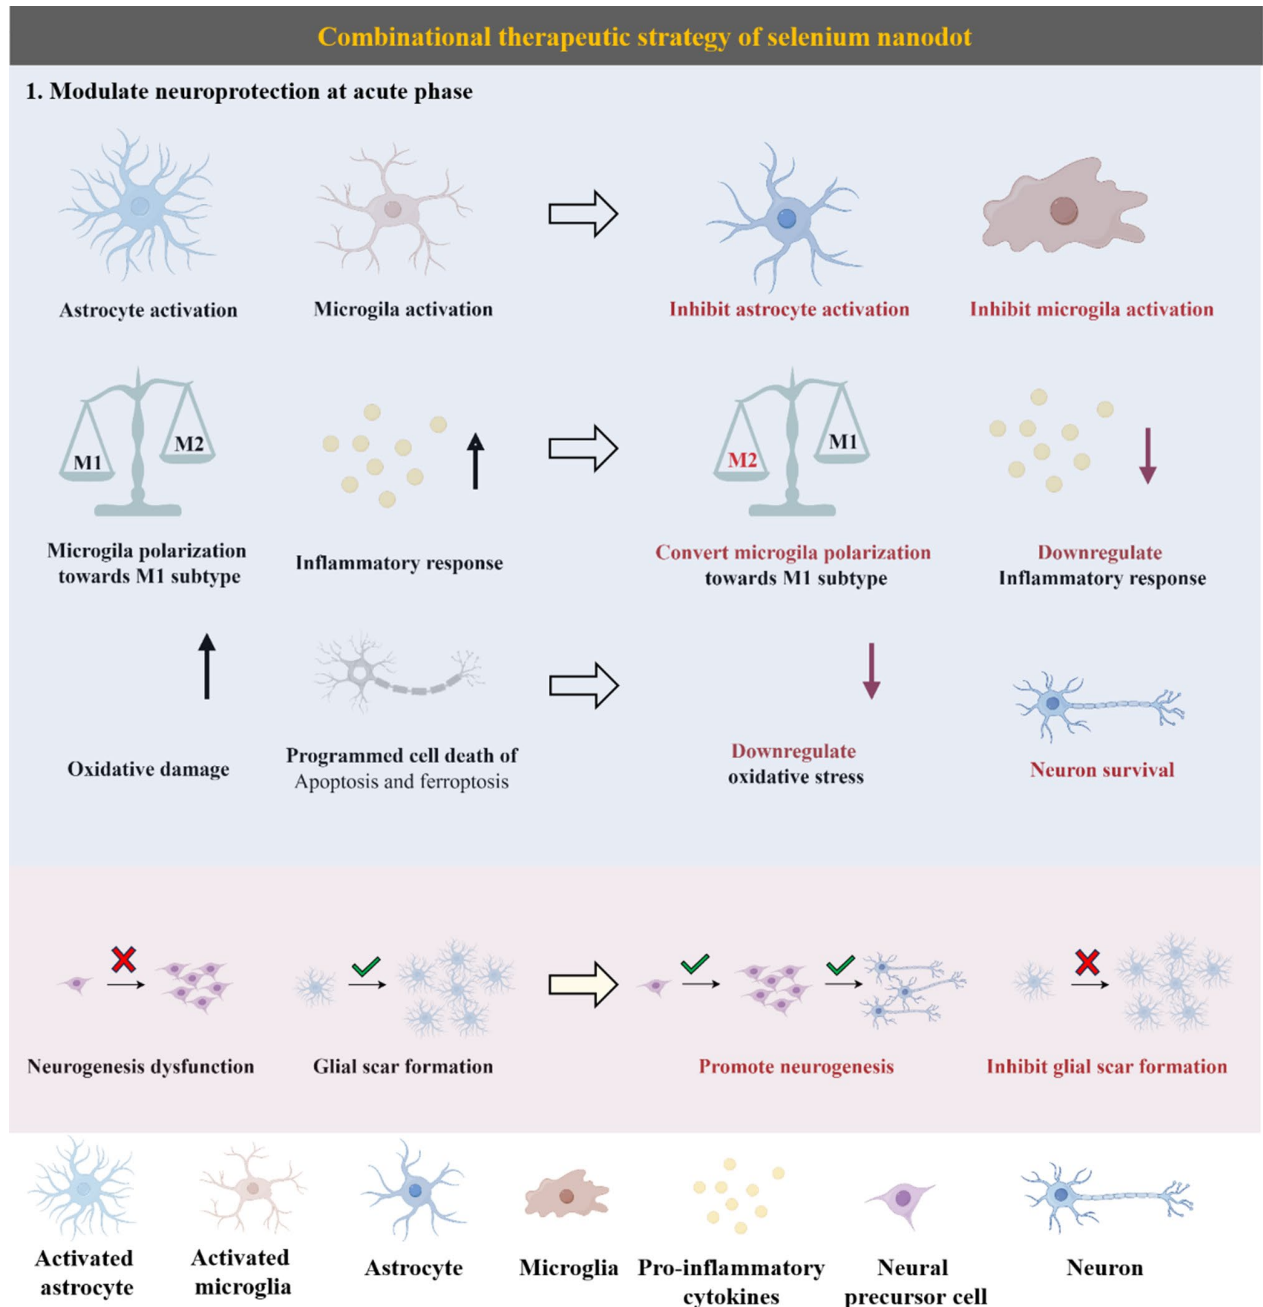 Combinational therapeutic strategy of selenium nanodot
1. Modulate neuroprotection at acute phase
Astrocyte activation
Microgila activation
Inhibit astrocyte activation
Inhibit microgila activation
M1
M2
M2
M1
Microgila polarization
towards M1 subtype
Inflammatory response
Convert microgila polarization
towards M1 subtype
Downregulate
Inflammatory response
Oxidative damage
Programmed cell death of
Apoptosis and ferroptosis
Downregulate
oxidative stress
Neuron survival
Neurogenesis dysfunction
Glial scar formation
Promote neurogenesis
Inhibit glial scar formation
Activated
astrocyte
Activated
microglia
Astrocyte
Microglia
Pro-inflammatory
cytokines
Neural
precursor cell
Neuron